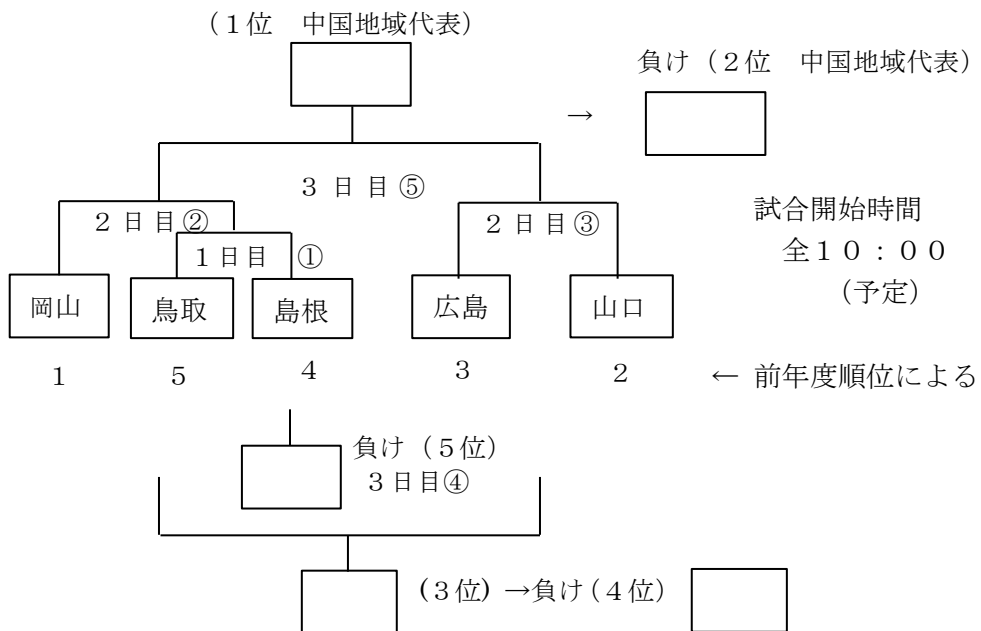 （１位　中国地域代表）
負け（２位　中国地域代表）
→
３日目⑤
試合開始時間
２日目②
２日目③
全１０：００
１日目　①
（予定）
岡山
鳥取
島根
広島
山口
１
５
４
３
２
← 前年度順位による
負け（５位）
３日目④
（３位）→負け（４位）